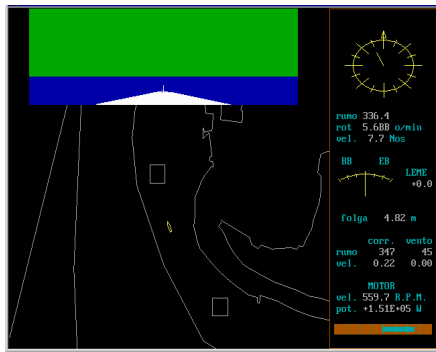 rumo 336.4
rot 5.6BB o/min
vel. 7.7 Nos
BB EB
LEME
+0.0
folga 4.82 m
corr. vento
rumo 347 45
vel. 0.22 0.00
MOTOR
vel. 559.7 R.P.M.
pot. +1.51E+05 W